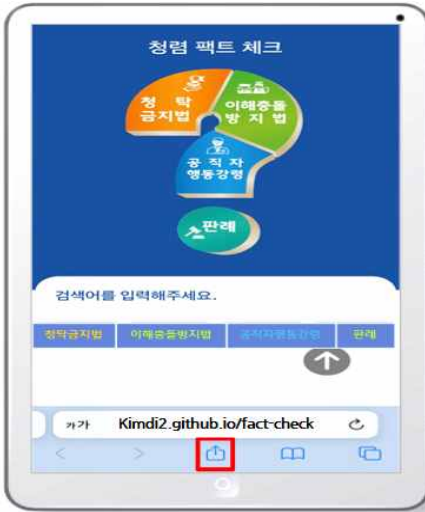 청렴 팩트 체크
청 탁
금지법
이해충돌
방 지 법
공 직 자
행동강령
판례
검색어를 입력해주세요.
청탁금지법 이해충돌방지법 공직자행동강령 판례
가가 Kimdi2.github.io/fact-check